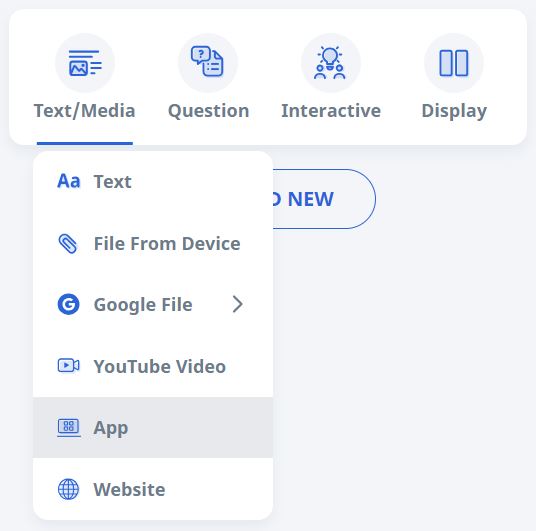 Text/Media Question Interactive Display
NEW
Aa Text
File From Device
Google File
YouTube Video
App
Website